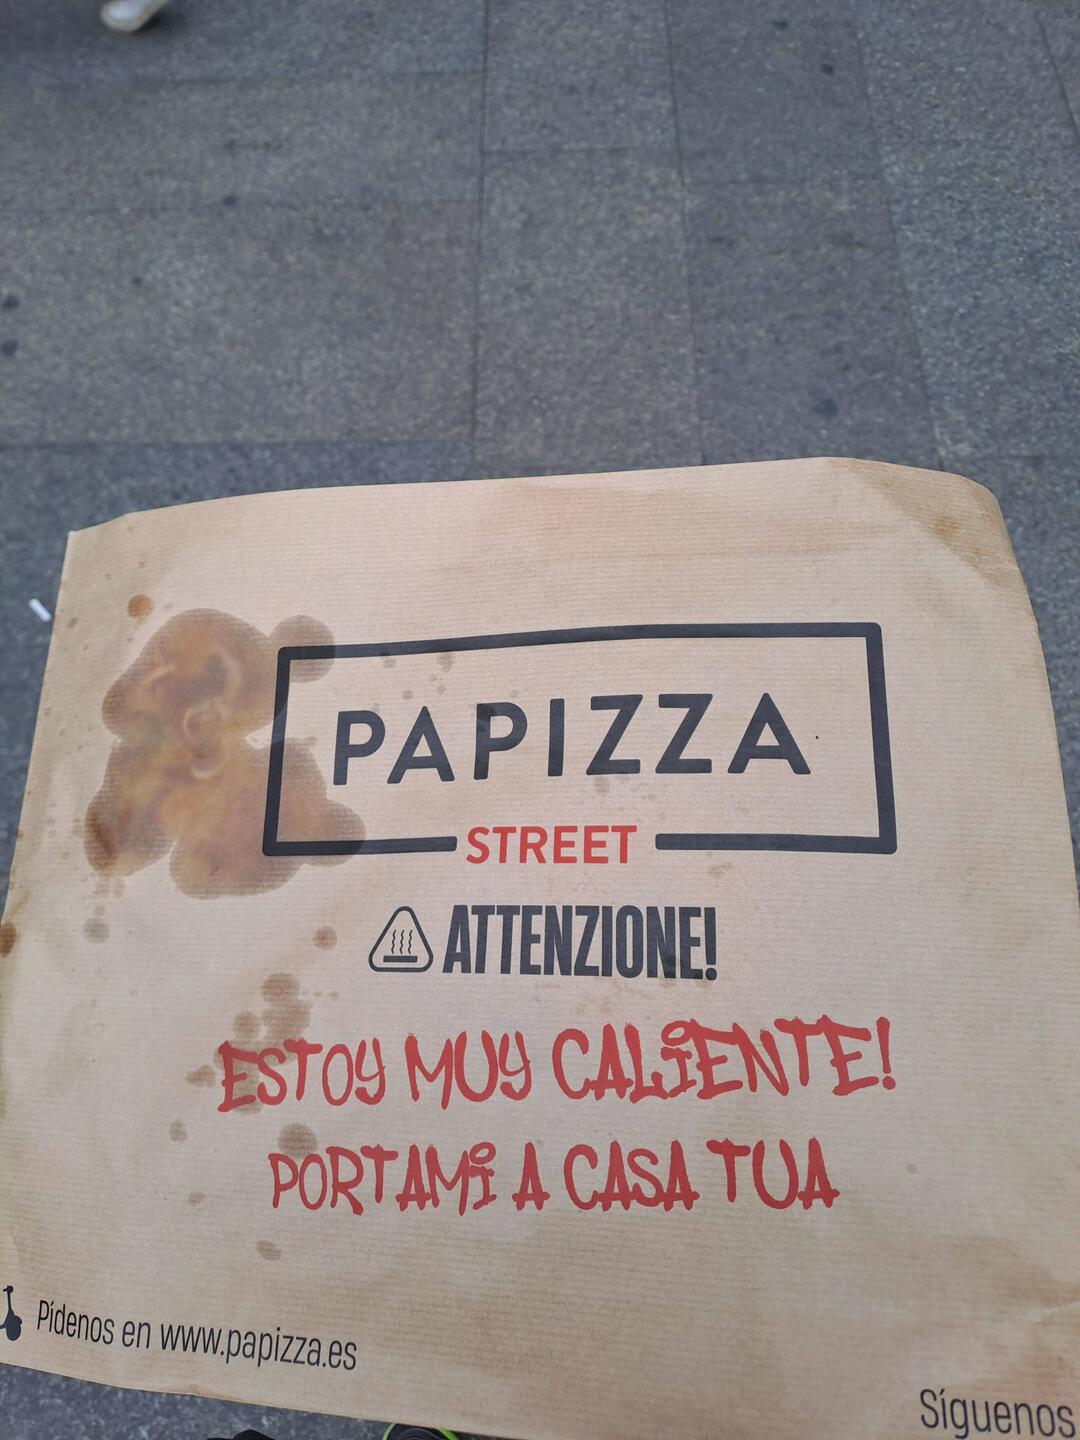 PAPIZZA
STREET
ATTENZIONE!
ESTOY MUY CALIENTE!
PORTAMI A CASA TUA
Pídenos en www.papizza.es
Síguenos